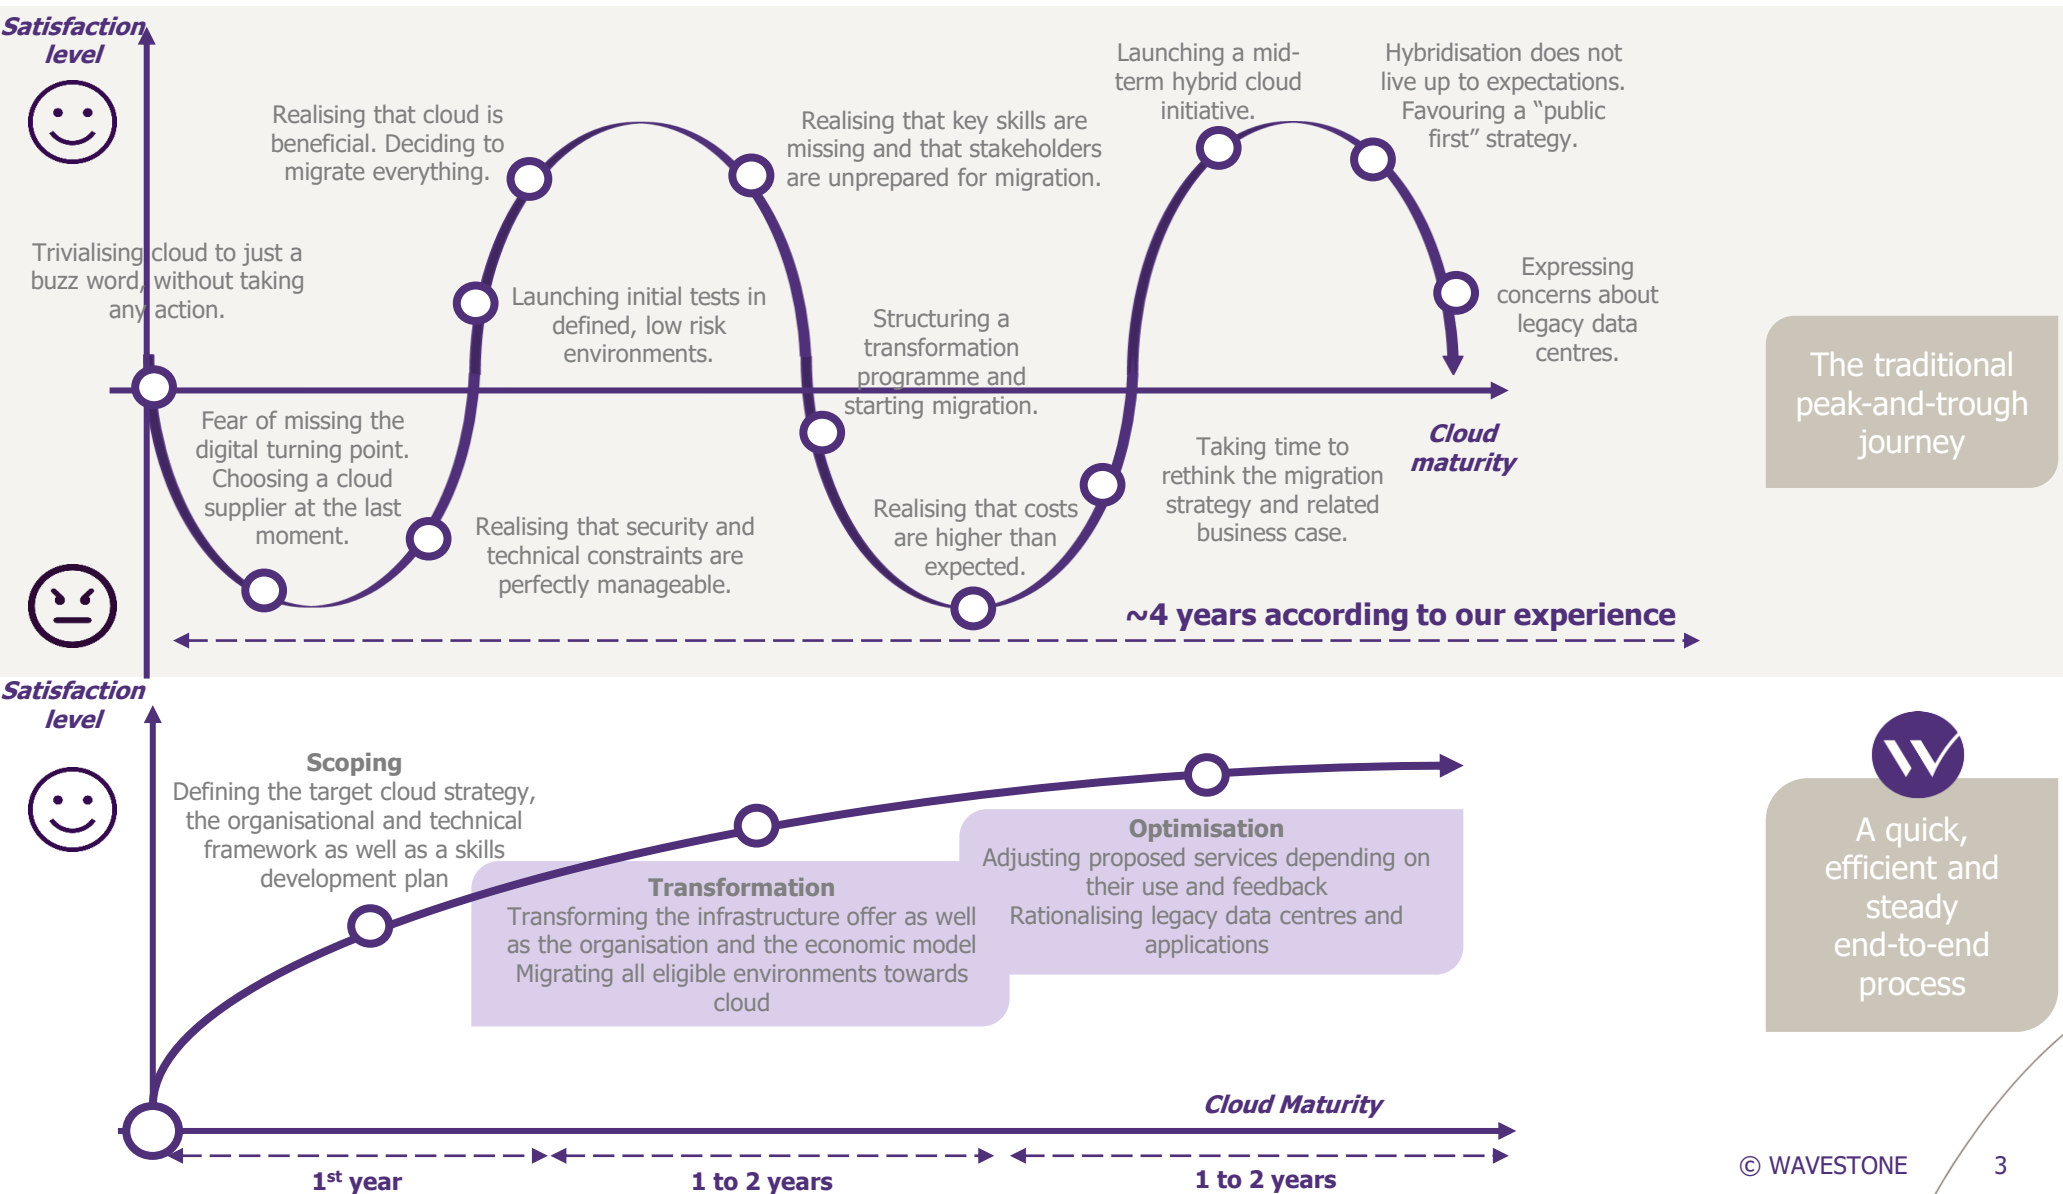 Satisfaction
level
Realising that cloud is
beneficial. Deciding to
migrate everything.
Realising that key skills are
missing and that stakeholders
are unprepared for migration.
Launching a mid-
term hybrid cloud
initiative.
Hybridisation does not
live up to expectations.
Favouring a “public
first” strategy.
Trivialising cloud to just a
buzz word, without taking
any action.
Launching initial tests in
defined, low risk
environments.
Structuring a
transformation
programme and
starting migration.
Expressing
concerns about
legacy data
centres.
The traditional
peak-and-trough
journey
Fear of missing the
digital turning point.
Choosing a cloud
supplier at the last
moment.
Realising that security and
technical constraints are
perfectly manageable.
Realising that costs
are higher than
expected.
Taking time to
rethink the migration
strategy and related
business case.
Cloud
maturity
~4 years according to our experience
Satisfaction
level
Scoping
Defining the target cloud strategy,
the organisational and technical
framework as well as a skills
development plan
Transformation
Transforming the infrastructure offer as well
as the organisation and the economic model
Migrating all eligible environments towards
cloud
Optimisation
Adjusting proposed services depending on
their use and feedback
Rationalising legacy data centres and
applications
A quick,
efficient and
steady
end-to-end
process
Cloud Maturity
1st year
1 to 2 years
1 to 2 years
© WAVESTONE
3